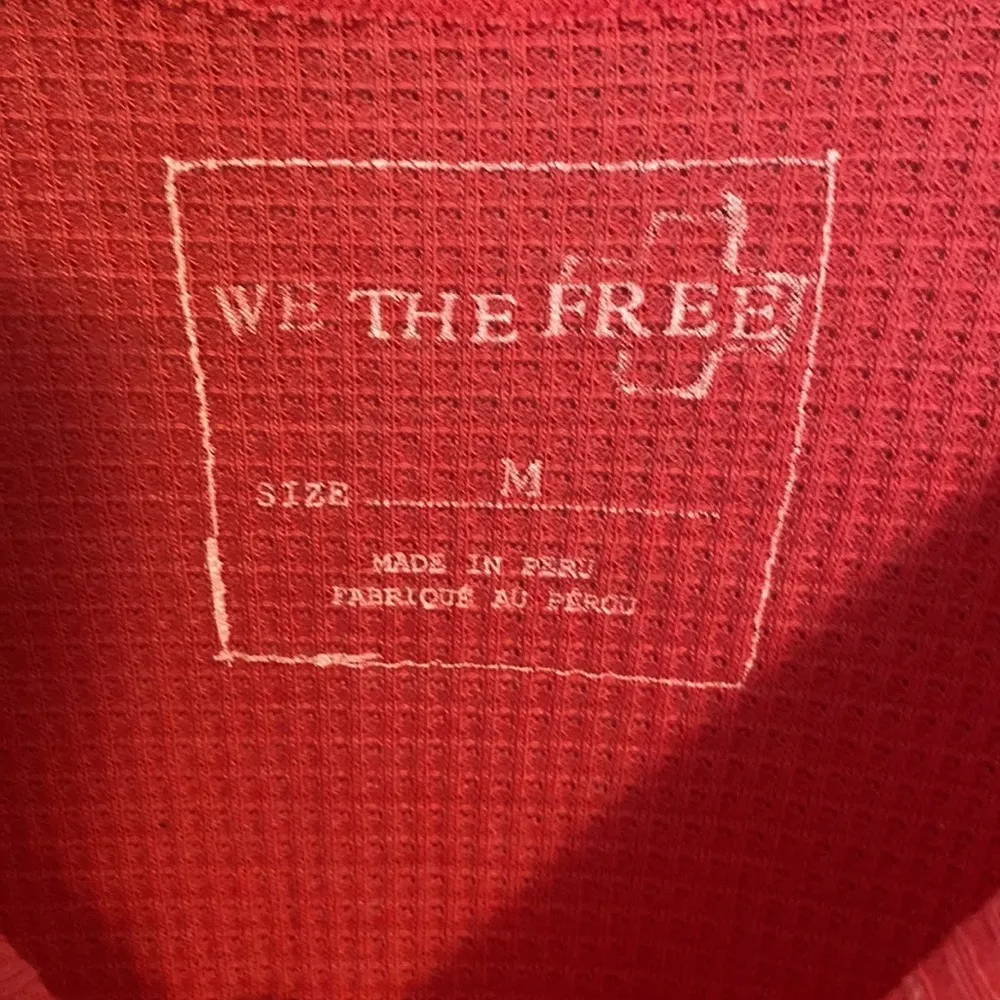 WE THE FREE
SIZE M
MADE IN PERU
FABRIQUÉ AU PÉROU